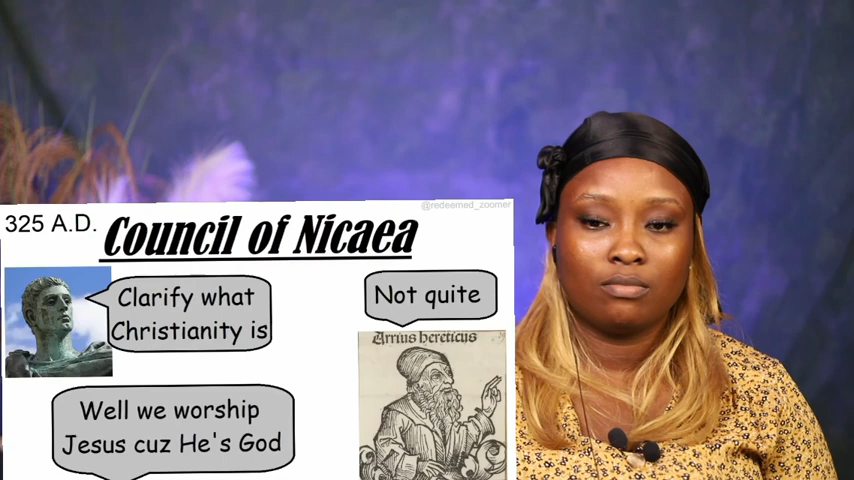 @redeemed_zoomer
325 A.D.
Council of Nicaea
Clarify what
Christianity is
Not quite
Arrius hereticus
Well we worship
Jesus cuz He's God